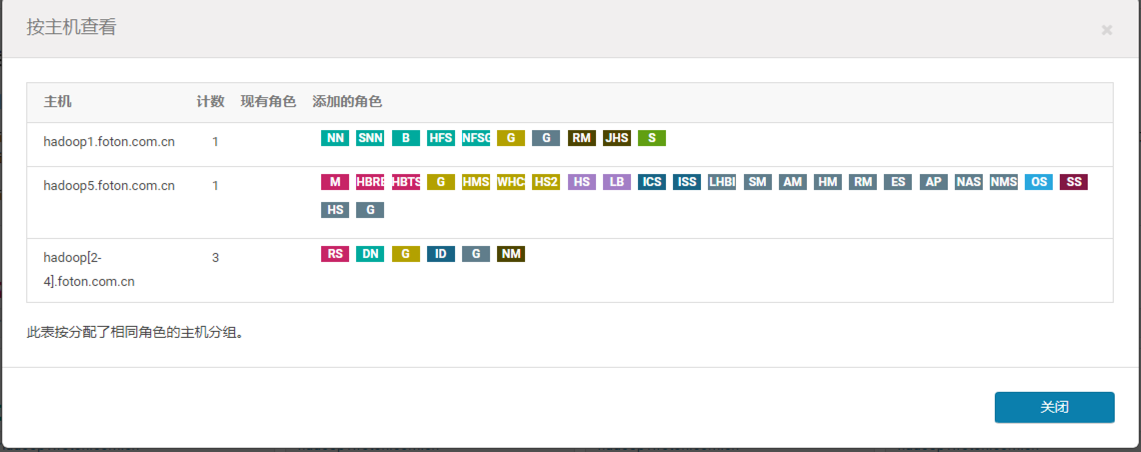 按主机查看
×
主机 计数 现有角色 添加的角色
hadoop1.foton.com.cn 1 NN SNN B HFS NFSG G G RM JHS S
hadoop5.foton.com.cn 1 M HBRE HBTS G HMS WHC HS2 HS LB ICS ISS LHBI SM AM HM RM ES AP NAS NMS OS SS
HS G
hadoop[2- 3 RS DN G ID G NM
4].foton.com.cn
此表按分配了相同角色的主机分组。
关闭